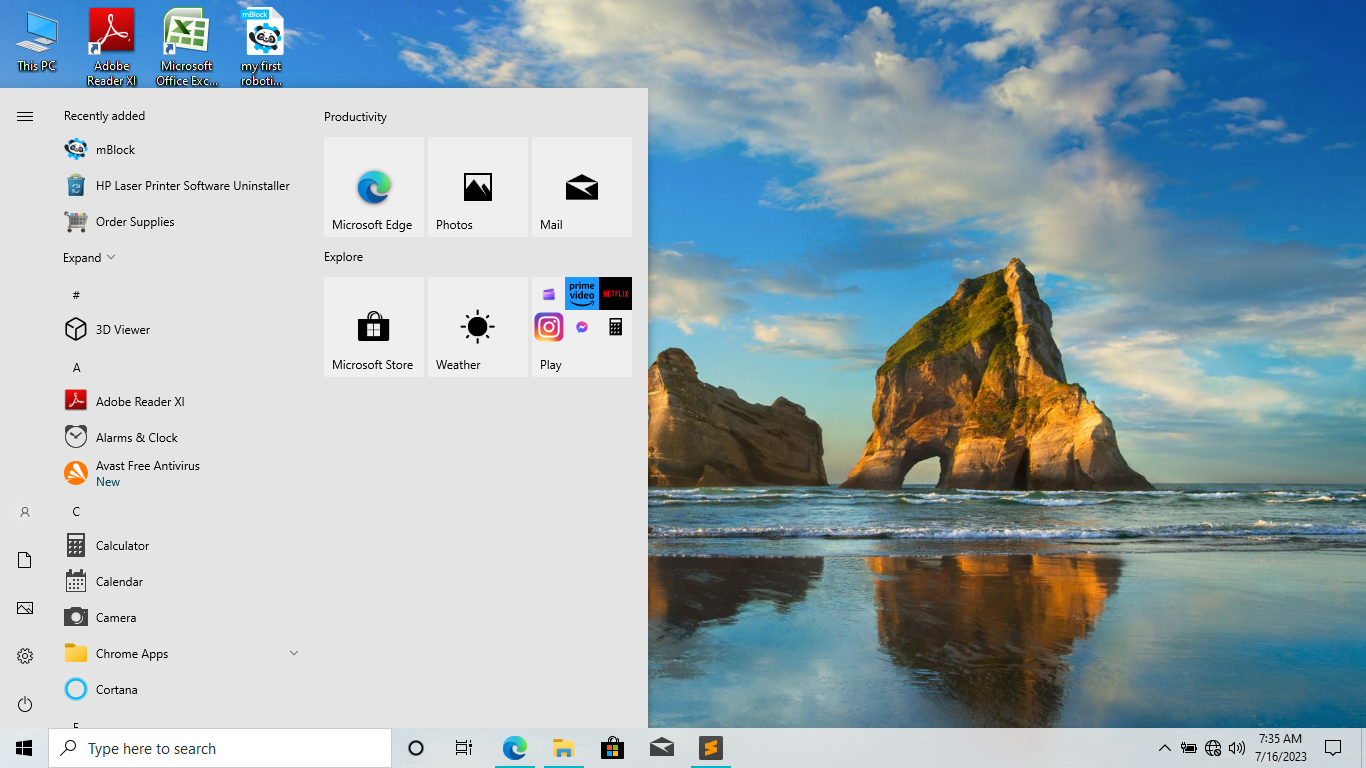 This PC
Adobe
Reader XI
Microsoft
Office Exc...
mBlock
my first
roboti...
Recently added
mBlock
HP Laser Printer Software Uninstaller
Order Supplies
Expand
#
3D Viewer
A
Adobe Reader XI
Alarms & Clock
Avast Free Antivirus
New
C
Calculator
Calendar
Camera
Chrome Apps
Cortana
Productivity
Microsoft Edge
Photos
Mail
Explore
Microsoft Store
Weather
prime
video
NETFLIX
Play
Type here to search
7:35 AM
7/16/2023